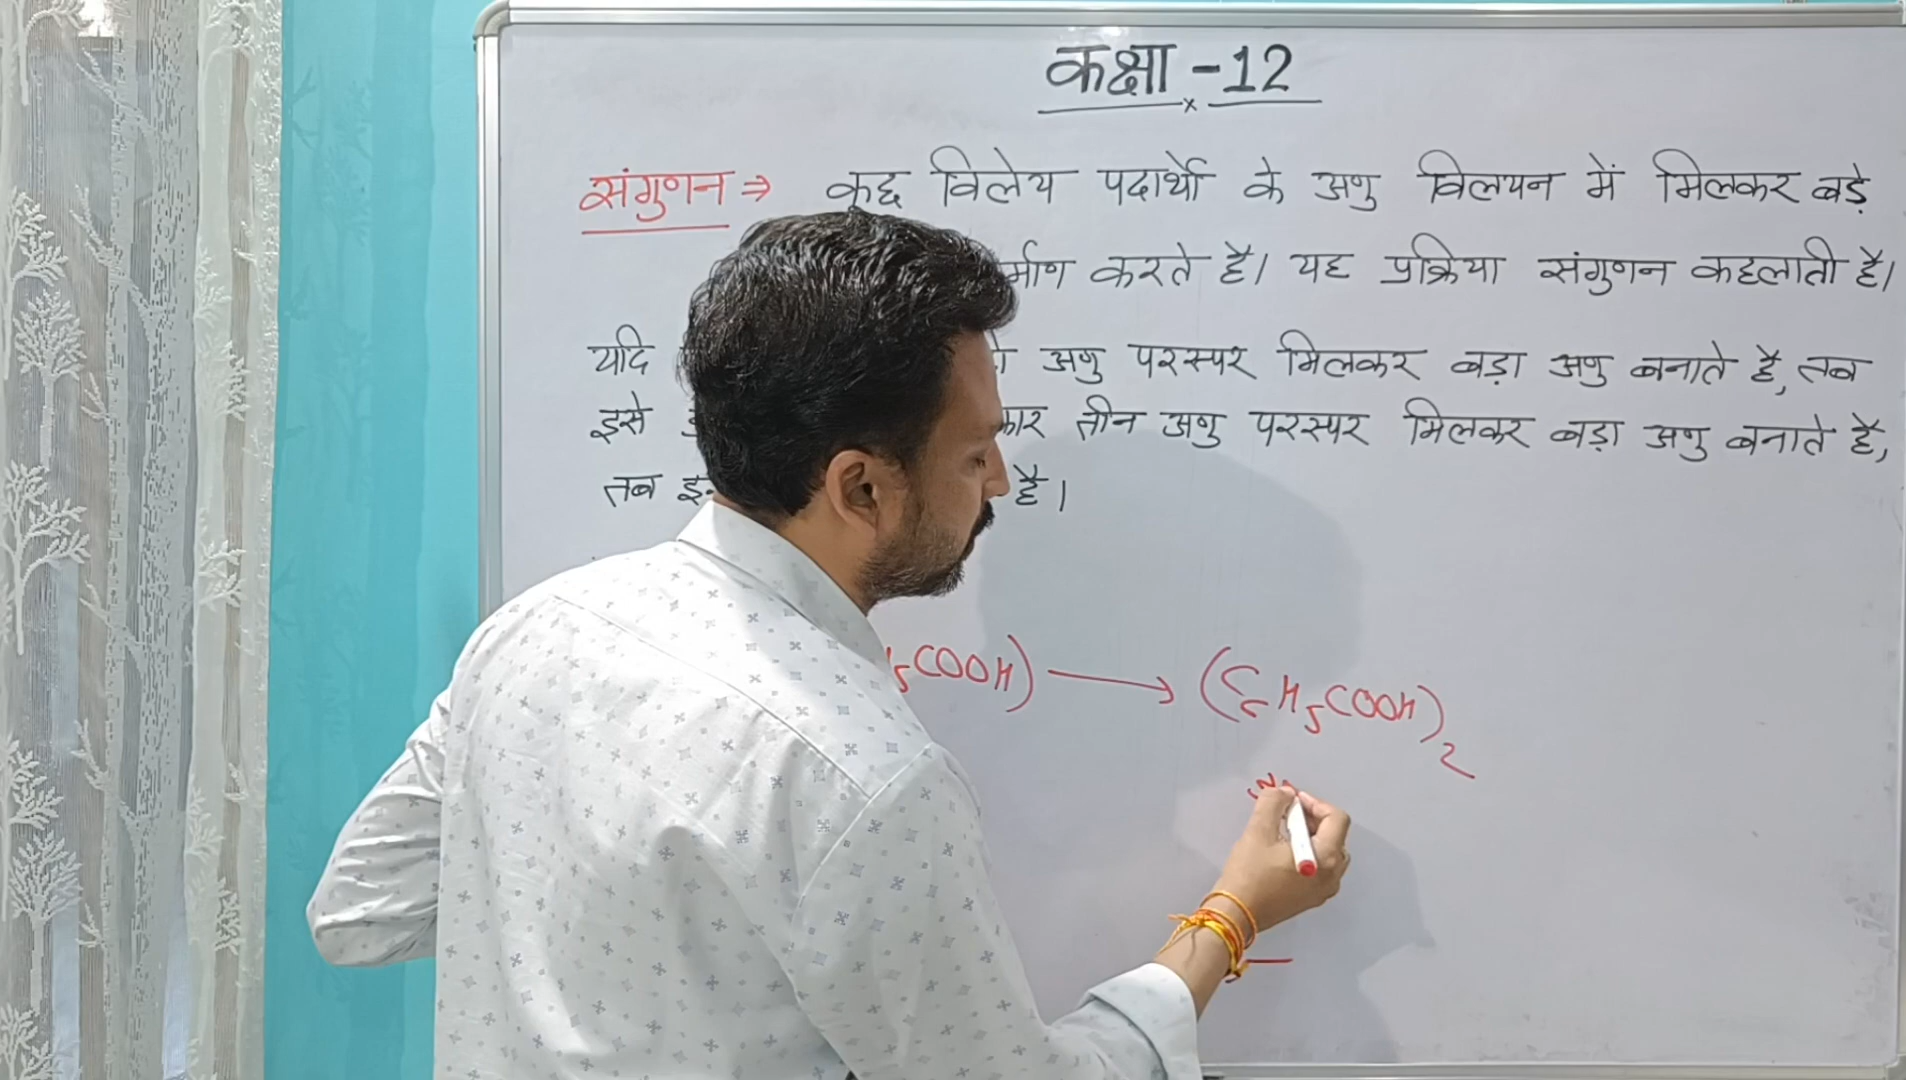 कक्षा - 12
संगुणन ⇒ कुछ विलेय पदार्थो के अणु विलयन में मिलकर बड़े
करते है। यह प्रक्रिया संगुणन कहलाती है।
यदि अणु परस्पर मिलकर बड़ा अणु बनाते है, तब
इसे तीन अणु परस्पर मिलकर बड़ा अणु बनाते है,
तब है।
COOH) ⟶ (C₆H₅COOH)₂